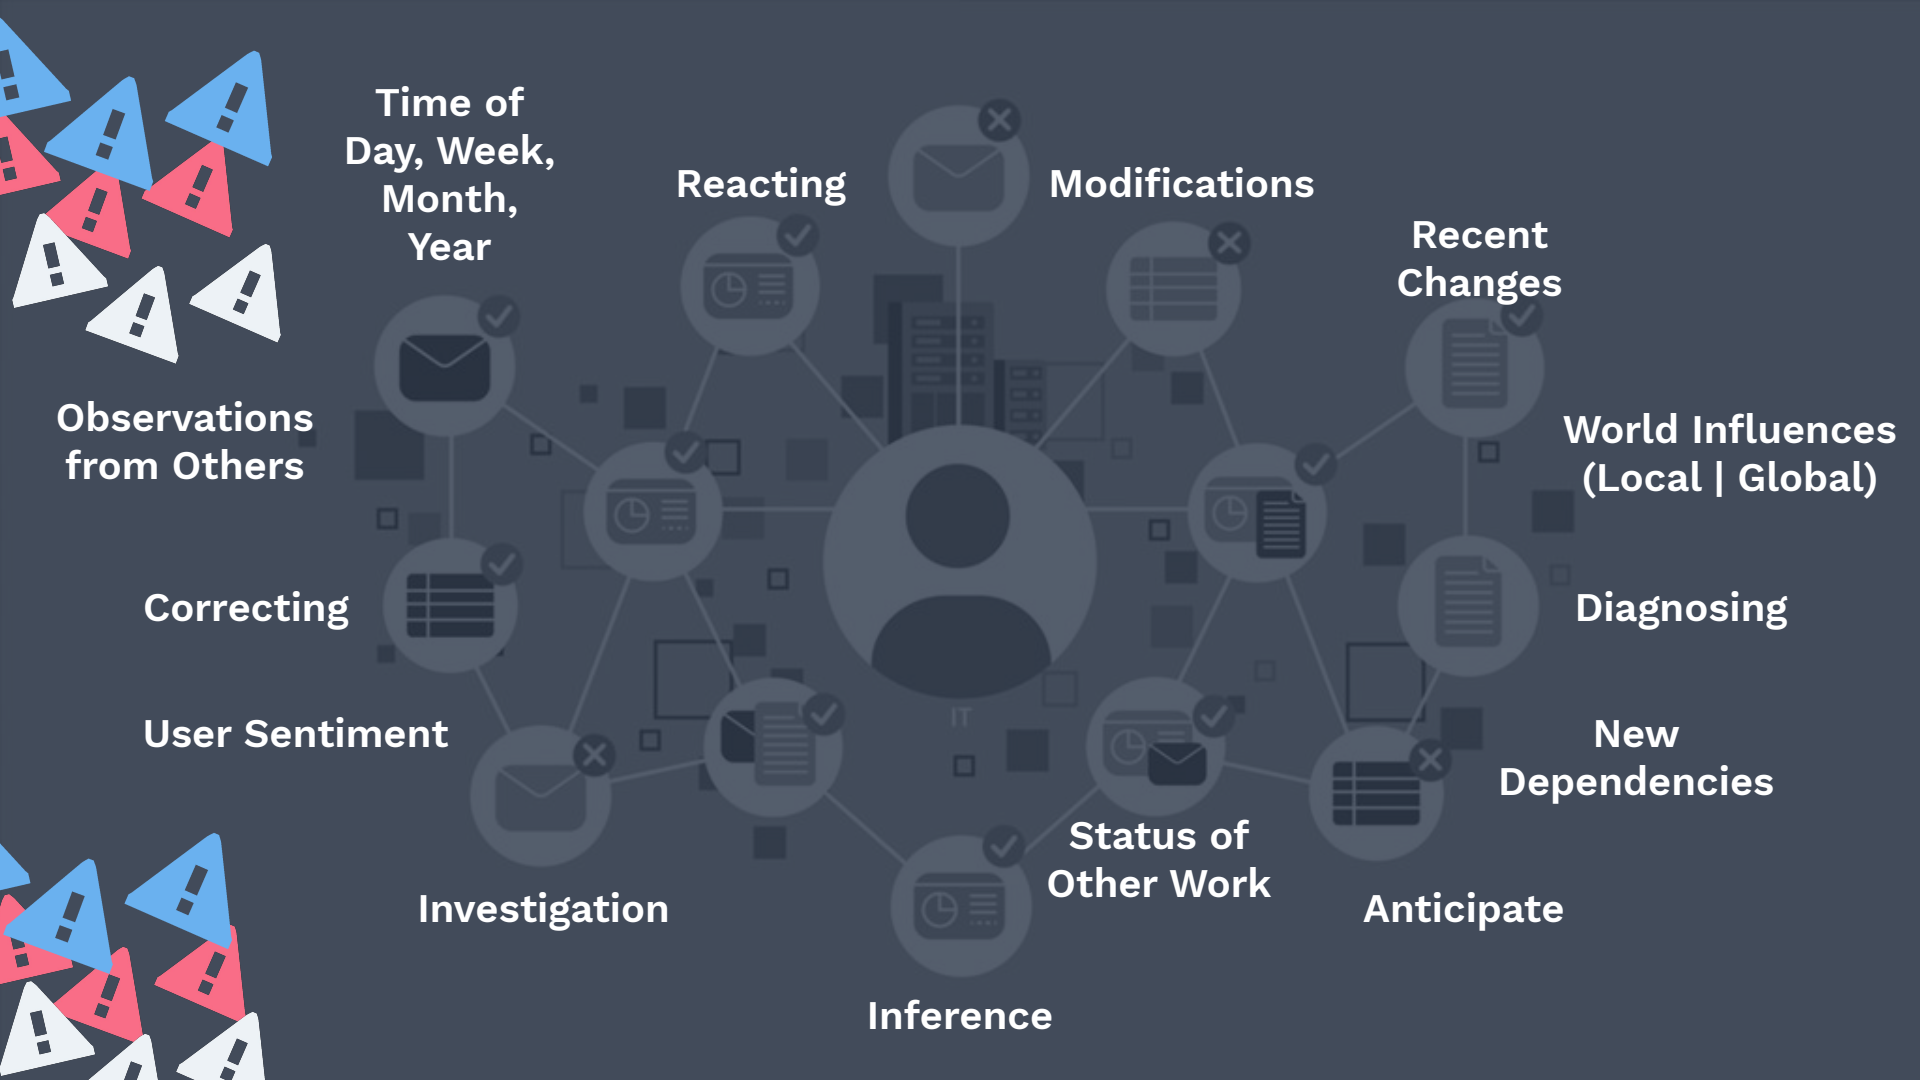 Time of
Day, Week,
Month,
Year
Reacting
Modifications
Recent
Changes
Observations
from Others
World Influences
(Local | Global)
Correcting
Diagnosing
User Sentiment
IT
New
Dependencies
Status of
Other Work
Investigation
Anticipate
Inference